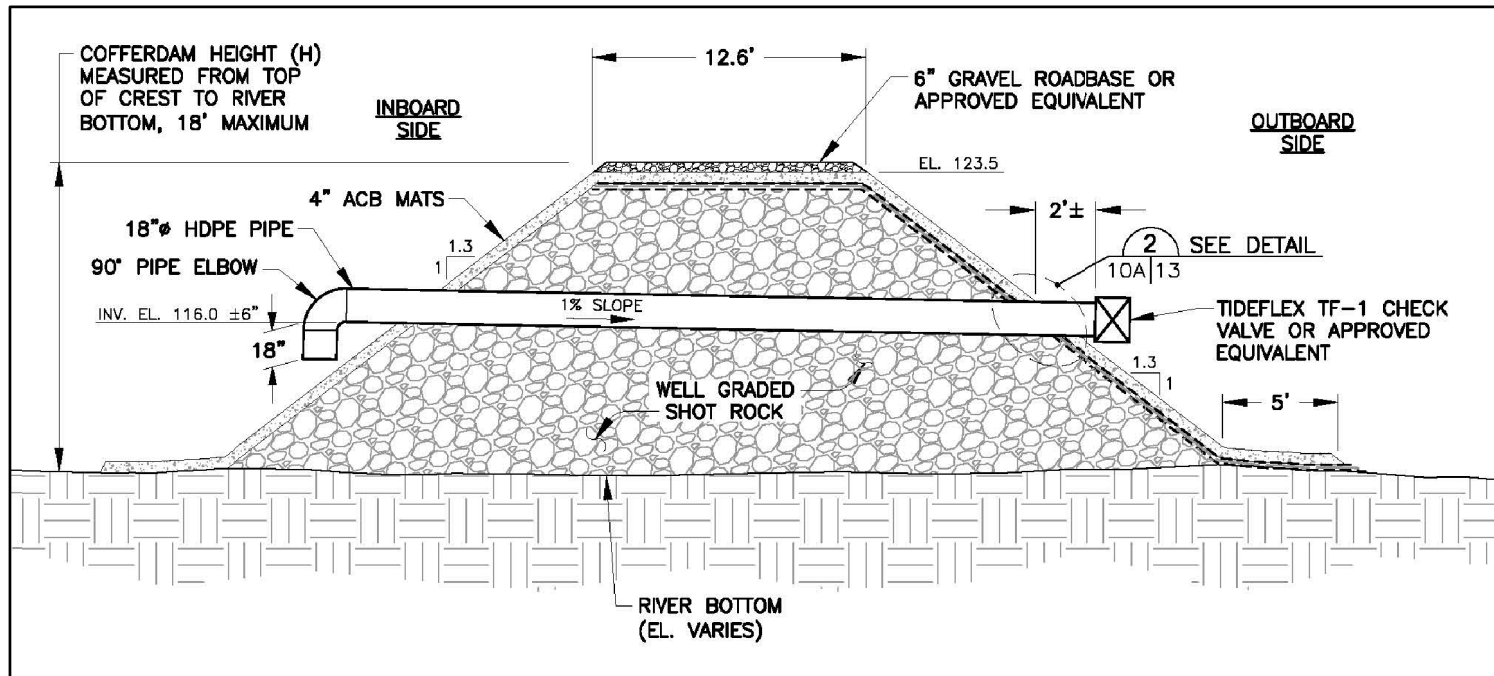 COFFERDAM HEIGHT (H)
MEASURED FROM TOP
OF CREST TO RIVER
BOTTOM, 18' MAXIMUM
INBOARD
SIDE
12.6'
6" GRAVEL ROADBASE OR
APPROVED EQUIVALENT
OUTBOARD
SIDE
EL. 123.5
4" ACB MATS
2'±
18"ø HDPE PIPE
2
SEE DETAIL
10A
13
90° PIPE ELBOW
1.3
1
INV. EL. 116.0 ±6"
1% SLOPE
TIDEFLEX TF-1 CHECK
VALVE OR APPROVED
EQUIVALENT
18"
1.3
1
WELL GRADED
SHOT ROCK
5'
RIVER BOTTOM
(EL. VARIES)